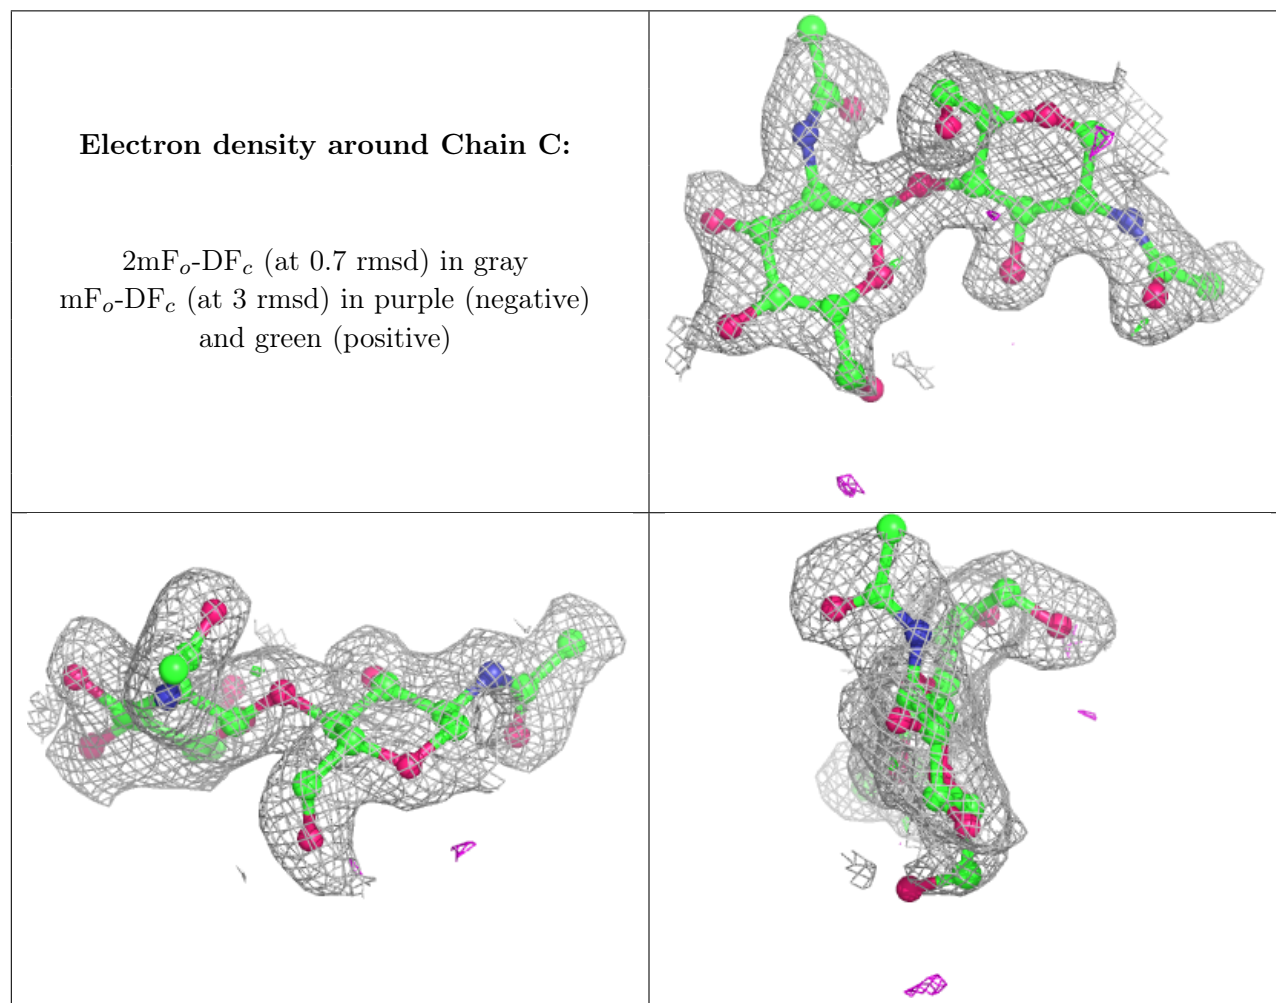 Electron density around Chain C:
2mFo-DFc (at 0.7 rmsd) in gray
mFo-DFc (at 3 rmsd) in purple (negative)
and green (positive)